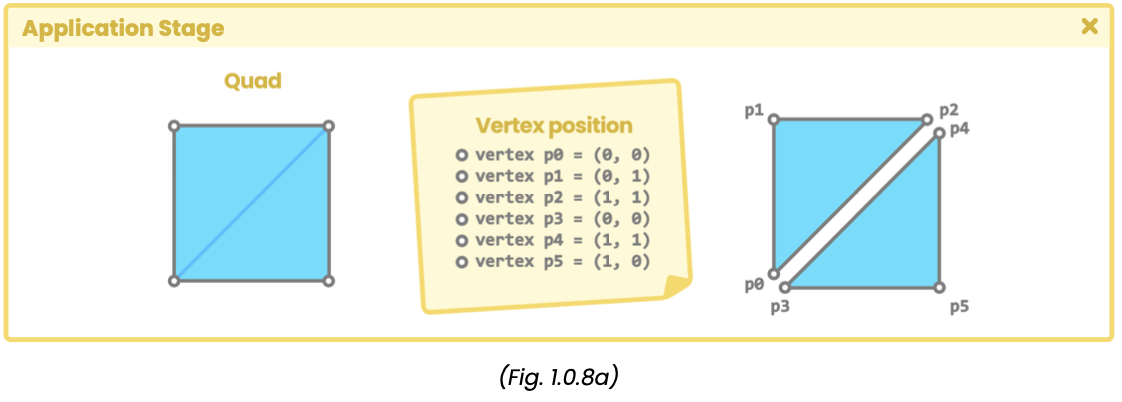 Application Stage
Quad
Vertex position
vertex p0 = (0, 0)
vertex p1 = (0, 1)
vertex p2 = (1, 1)
vertex p3 = (0, 0)
vertex p4 = (1, 1)
vertex p5 = (1, 0)
p1
p2
p4
p0
p3
p5
(Fig. 1.0.8a)